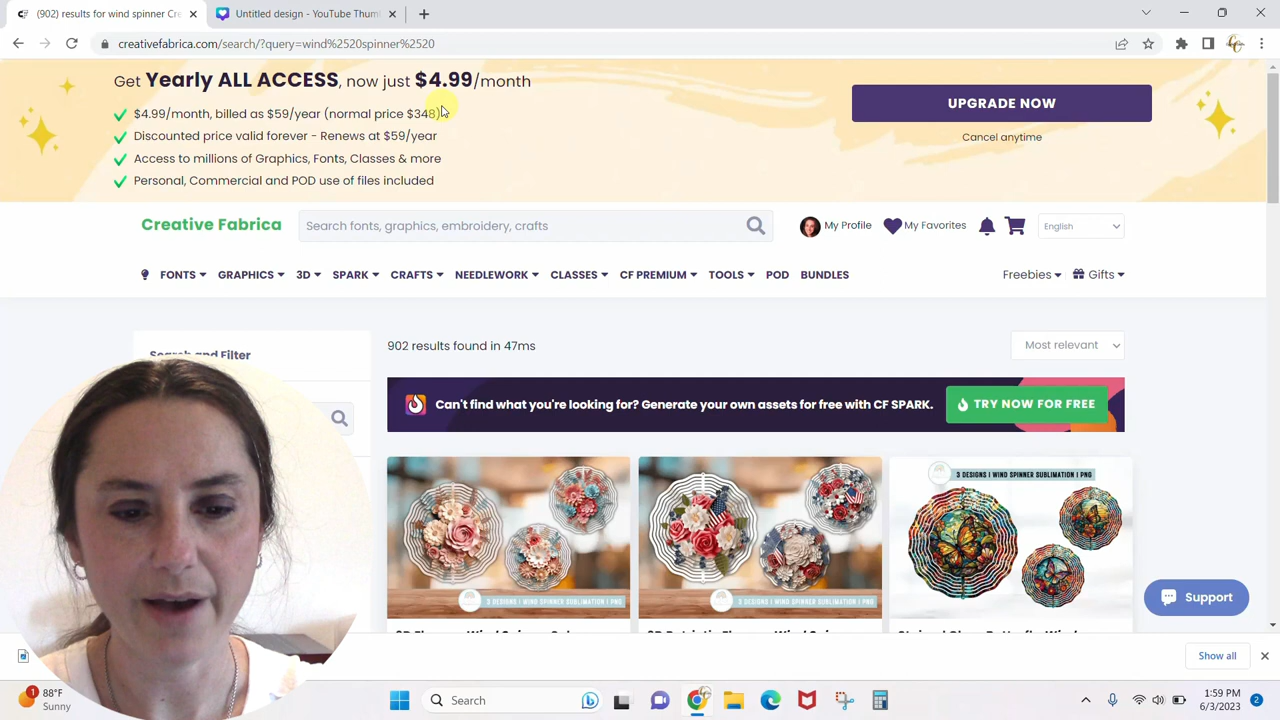 (902) results for wind spinner Cre
Untitled design - YouTube Thum
creativefabrica.com/search/?query=wind%2520spinner%2520
Get Yearly ALL ACCESS, now just $4.99/month
$4.99/month, billed as $59/year (normal price $348)
Discounted price valid forever - Renews at $59/year
Access to millions of Graphics, Fonts, Classes & more
Personal, Commercial and POD use of files included
UPGRADE NOW
Cancel anytime
Creative Fabrica
Search fonts, graphics, embroidery, crafts
My Profile
My Favorites
English
FONTS GRAPHICS 3D SPARK CRAFTS NEEDLEWORK CLASSES CF PREMIUM TOOLS POD BUNDLES
Freebies Gifts
Search and Filter
902 results found in 47ms
Most relevant
Can't find what you're looking for? Generate your own assets for free with CF SPARK.
TRY NOW FOR FREE
3 DESIGNS | WIND SPINNER SUBLIMATION | PNG
3 DESIGNS | WIND SPINNER SUBLIMATION | PNG
3 DESIGNS | WIND SPINNER SUBLIMATION | PNG
Support
Show all
1
88°F
Sunny
Search
1:59 PM
6/3/2023
2